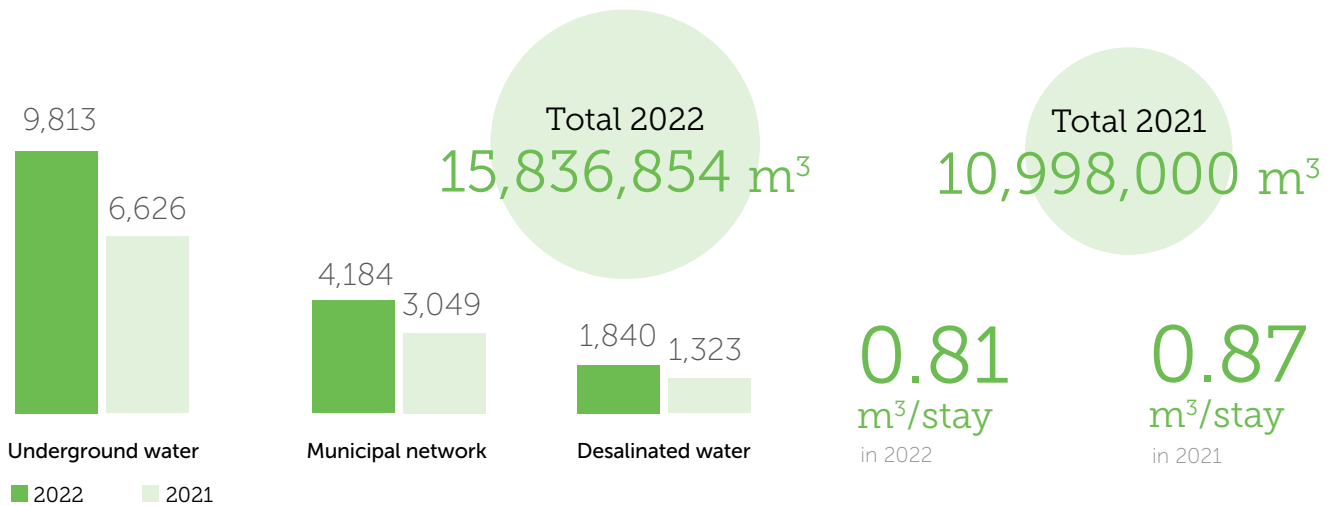 9,813
6,626
Underground water
4,184
3,049
Municipal network
1,840
1,323
Desalinated water
2022
2021
Total 2022
15,836,854 m³
Total 2021
10,998,000 m³
0.81
m³/stay
in 2022
0.87
m³/stay
in 2021